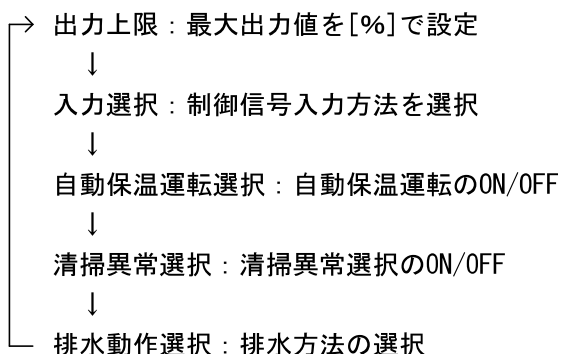 出力上限：最大出力値を[%]で設定
↓
入力選択：制御信号入力方法を選択
↓
自動保温運転選択：自動保温運転のON/OFF
↓
清掃異常選択：清掃異常選択のON/OFF
↓
排水動作選択：排水方法の選択